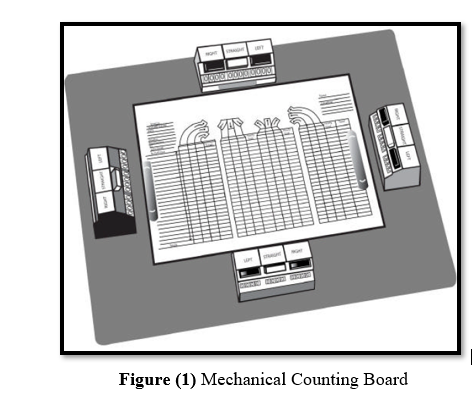 RIGHT STRAIGHT LEFT
LEFT
STRAIGHT
RIGHT
RIGHT
STRAIGHT
LEFT
LEFT STRAIGHT RIGHT
Figure (1) Mechanical Counting Board